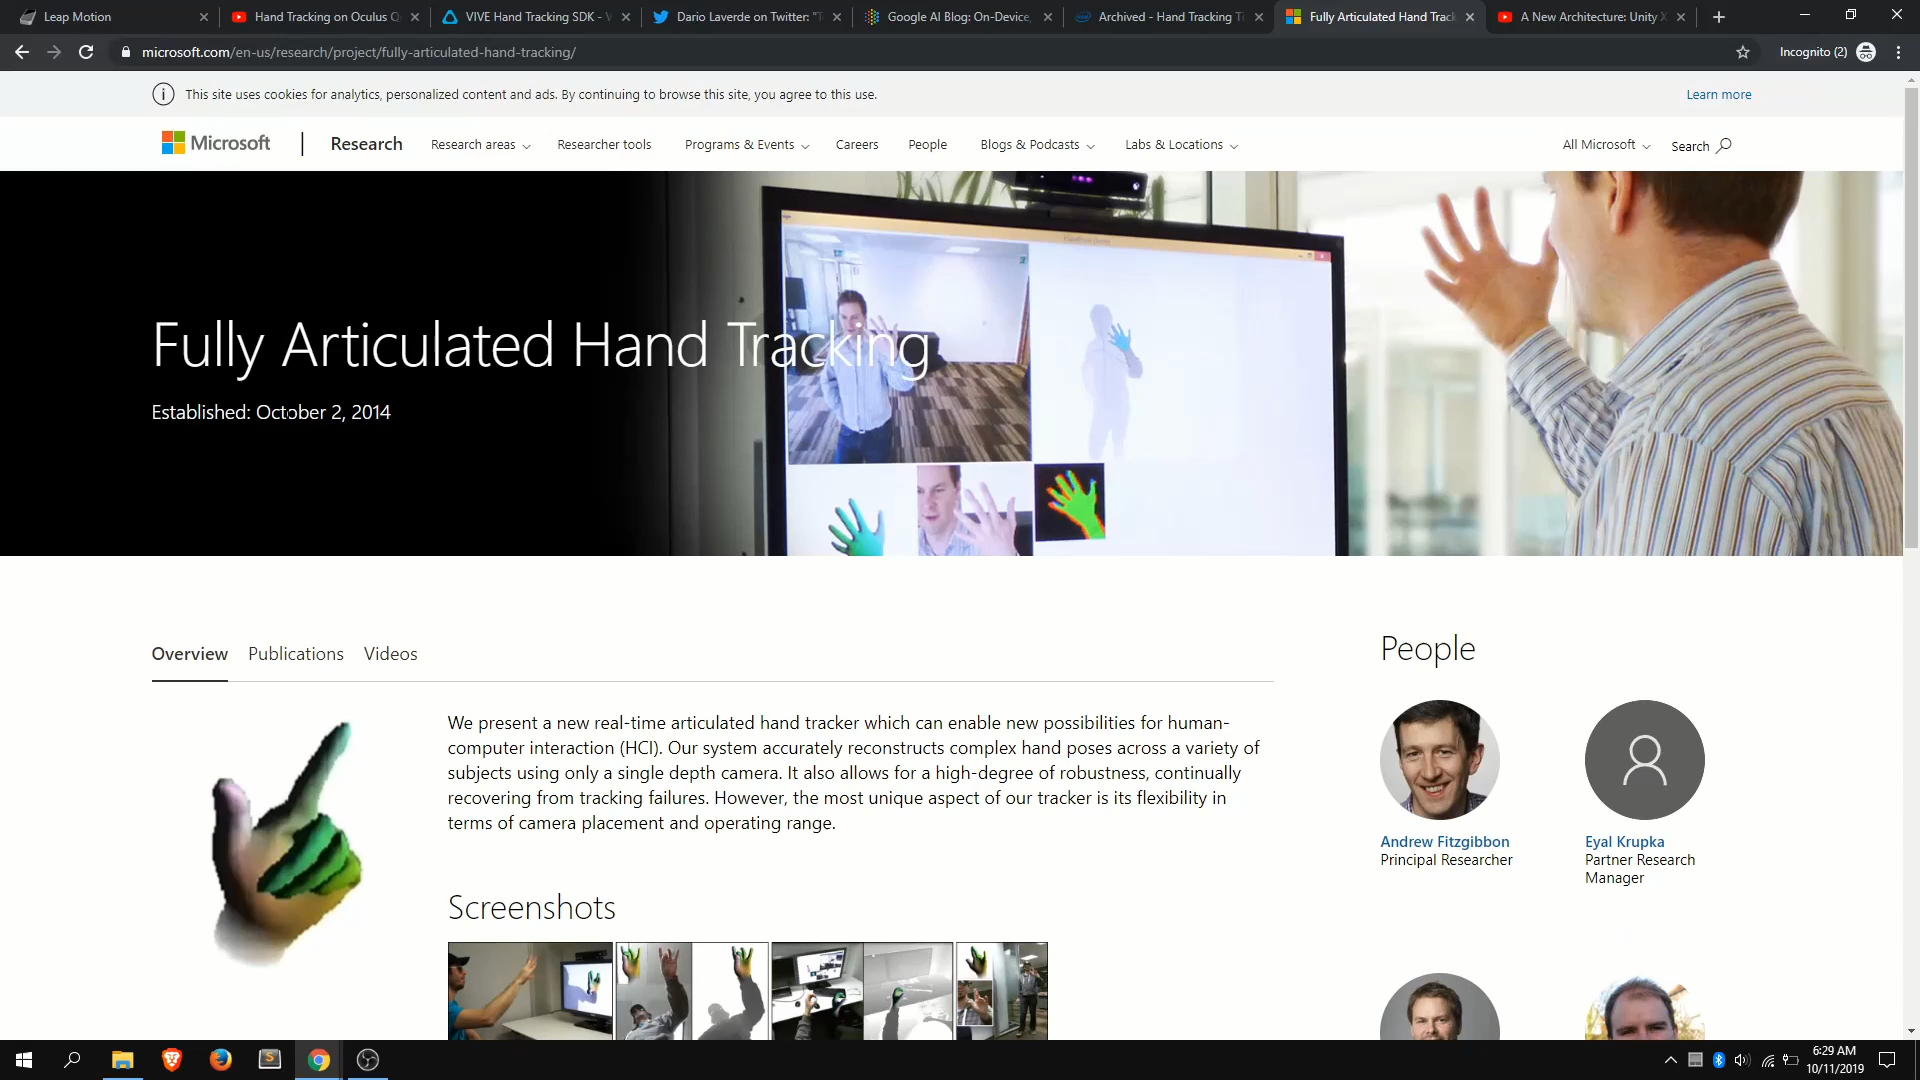 Leap Motion
Hand Tracking on Oculus Q
VIVE Hand Tracking SDK - V
Dario Laverde on Twitter: "T
Google AI Blog: On-Device,
Archived - Hand Tracking T
Fully Articulated Hand Track
A New Architecture: Unity X
microsoft.com/en-us/research/project/fully-articulated-hand-tracking/
Incognito (2)
This site uses cookies for analytics, personalized content and ads. By continuing to browse this site, you agree to this use.
Learn more
Microsoft
Research
Research areas
Researcher tools
Programs & Events
Careers
People
Blogs & Podcasts
Labs & Locations
All Microsoft
Search
Fully Articulated Hand Tracking
Established: October 2, 2014
Overview
Publications
Videos
We present a new real-time articulated hand tracker which can enable new possibilities for human-
computer interaction (HCI). Our system accurately reconstructs complex hand poses across a variety of
subjects using only a single depth camera. It also allows for a high-degree of robustness, continually
recovering from tracking failures. However, the most unique aspect of our tracker is its flexibility in
terms of camera placement and operating range.
Screenshots
People
Andrew Fitzgibbon
Principal Researcher
Eyal Krupka
Partner Research
Manager
6:29 AM
10/11/2019